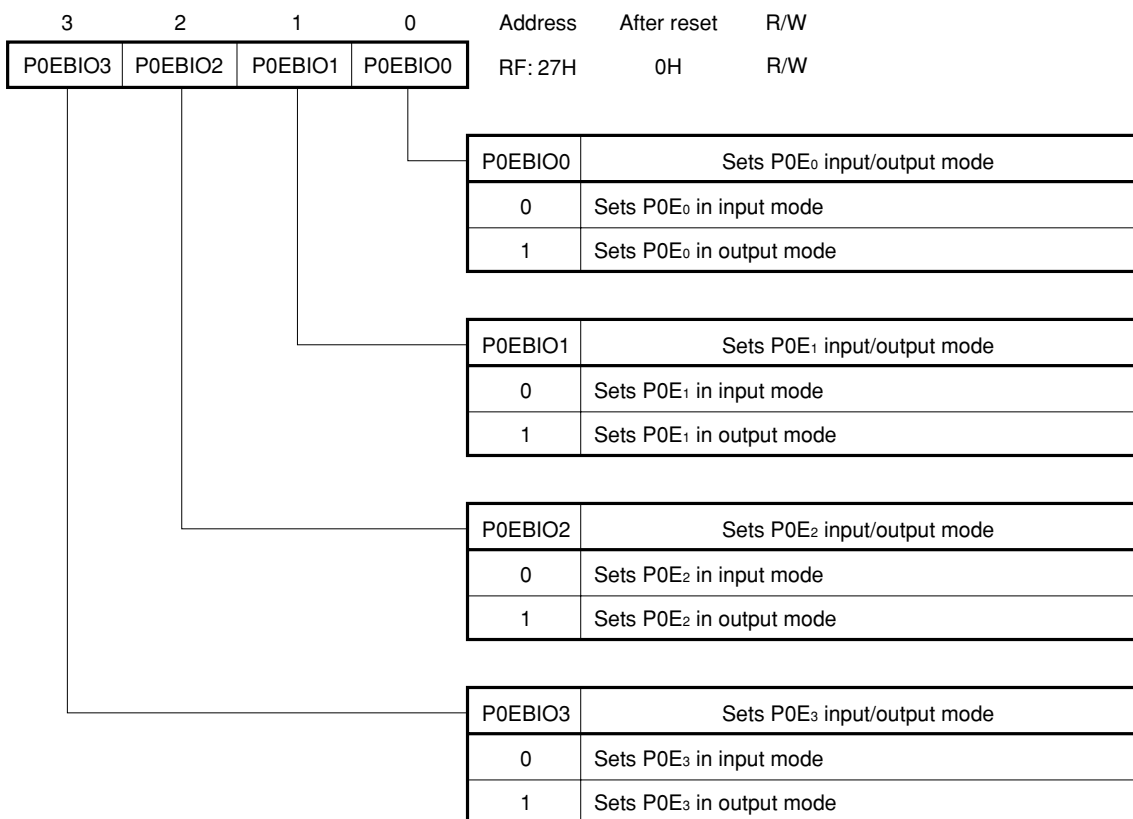 3 2 1 0 Address After reset R/W
P0EBIO3 P0EBIO2 P0EBIO1 P0EBIO0 RF: 27H 0H R/W
P0EBIO0 Sets P0E₀ input/output mode
0 Sets P0E₀ in input mode
1 Sets P0E₀ in output mode
P0EBIO1 Sets P0E₁ input/output mode
0 Sets P0E₁ in input mode
1 Sets P0E₁ in output mode
P0EBIO2 Sets P0E₂ input/output mode
0 Sets P0E₂ in input mode
1 Sets P0E₂ in output mode
P0EBIO3 Sets P0E₃ input/output mode
0 Sets P0E₃ in input mode
1 Sets P0E₃ in output mode